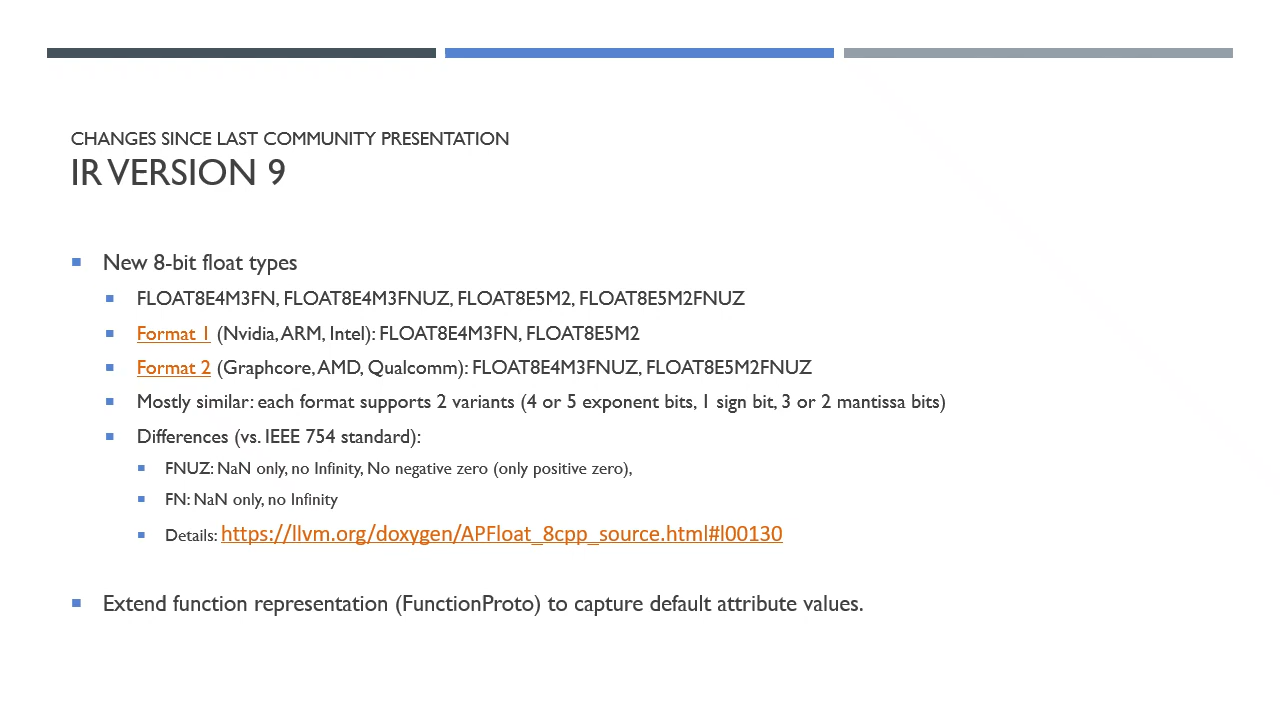 CHANGES SINCE LAST COMMUNITY PRESENTATION
IR VERSION 9
New 8-bit float types
FLOAT8E4M3FN, FLOAT8E4M3FNUZ, FLOAT8E5M2, FLOAT8E5M2FNUZ
Format 1 (Nvidia, ARM, Intel): FLOAT8E4M3FN, FLOAT8E5M2
Format 2 (Graphcore, AMD, Qualcomm): FLOAT8E4M3FNUZ, FLOAT8E5M2FNUZ
Mostly similar: each format supports 2 variants (4 or 5 exponent bits, 1 sign bit, 3 or 2 mantissa bits)
Differences (vs. IEEE 754 standard):
FNUZ: NaN only, no Infinity, No negative zero (only positive zero),
FN: NaN only, no Infinity
Details: https://llvm.org/doxygen/APFloat_8cpp_source.html#l00130
Extend function representation (FunctionProto) to capture default attribute values.